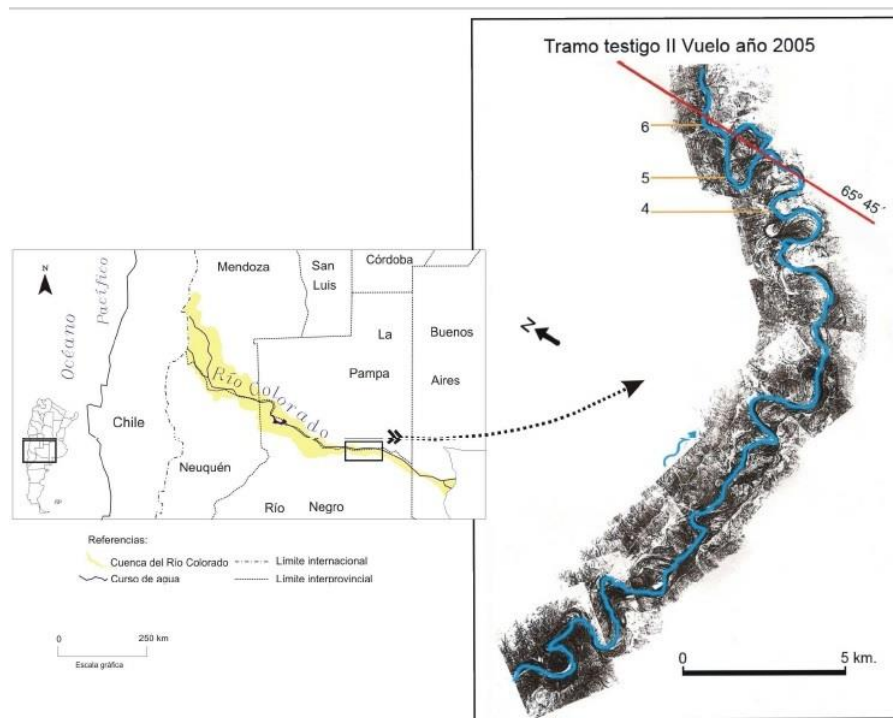 Tramo testigo II Vuelo año 2005
6
5
4
65° 45´
N
0 5 km.
N
Océano
Pacífico
Chile
Mendoza
San
Luis
Córdoba
La
Pampa
Buenos
Aires
Río Colorado
Neuquén
Río Negro
Referencias:
Cuenca del Río Colorado
Curso de agua
Límite internacional
Límite interprovincial
0 250 km
Escala gráfica